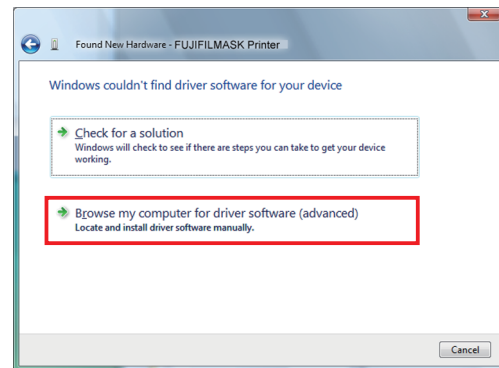 Found New Hardware - FUJIFILMASK Printer
Windows couldn't find driver software for your device
Check for a solution
Windows will check to see if there are steps you can take to get your device
working.
Browse my computer for driver software (advanced)
Locate and install driver software manually.
Cancel